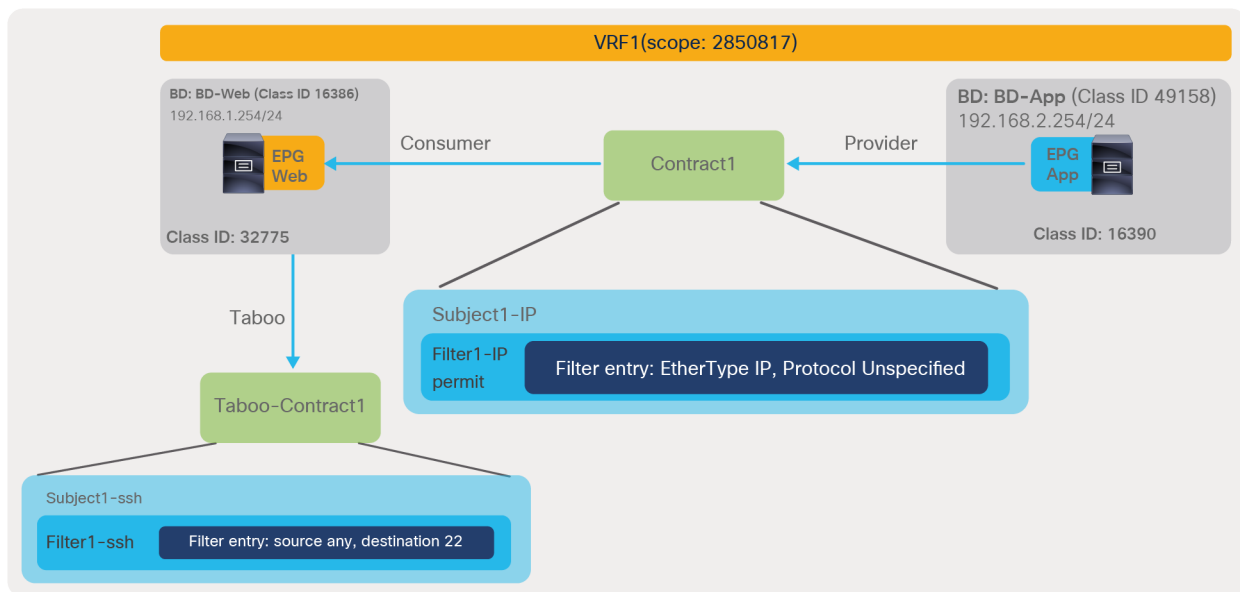 VRF1(scope: 2850817)
BD: BD-Web (Class ID 16386)
192.168.1.254/24
EPG
Web
Class ID: 32775
Consumer
Contract1
Provider
BD: BD-App (Class ID 49158)
192.168.2.254/24
EPG
App
Class ID: 16390
Taboo
Subject1-IP
Filter1-IP
permit
Filter entry: EtherType IP, Protocol Unspecified
Taboo-Contract1
Subject1-ssh
Filter1-ssh
Filter entry: source any, destination 22